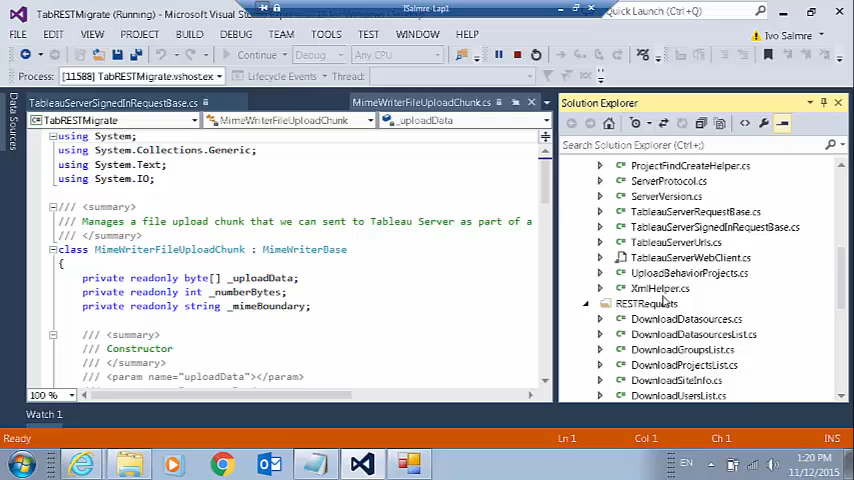 TabRESTMigrate (Running) - Microsoft Visual Studio Exp
ISalmre-Lap1
Quick Launch (Ctrl+Q)
FILE EDIT VIEW PROJECT BUILD DEBUG TEAM TOOLS TEST WINDOW HELP
Ivo Salmre
Continue Debug Any CPU
Process: [11588] TabRESTMigrate.vshost.ex Lifecycle Events Thread:
Data Sources
TableauServerSignedInRequestBase.cs
MimeWriterFileUploadChunk.cs
TabRESTMigrate
MimeWriterFileUploadChunk
_uploadData
using System;
using System.Collections.Generic;
using System.Text;
using System.IO;
/// <summary>
/// Manages a file upload chunk that we can sent to Tableau Server as part of a
/// </summary>
class MimeWriterFileUploadChunk : MimeWriterBase
{
private readonly byte[] _uploadData;
private readonly int _numberBytes;
private readonly string _mimeBoundary;
/// <summary>
/// Constructor
/// </summary>
/// <param name="uploadData"></param>
100 %
Watch 1
Solution Explorer
Search Solution Explorer (Ctrl+;)
ProjectFindCreateHelper.cs
ServerProtocol.cs
ServerVersion.cs
TableauServerRequestBase.cs
TableauServerSignedInRequestBase.cs
TableauServerUrls.cs
TableauServerWebClient.cs
UploadBehaviorProjects.cs
XmlHelper.cs
RESTRequests
DownloadDatasources.cs
DownloadDatasourcesList.cs
DownloadGroupsList.cs
DownloadProjectsList.cs
DownloadSiteInfo.cs
DownloadUsersList.cs
Ready
Ln 1
Col 1
Ch 1
INS
EN
1:20 PM
11/12/2015